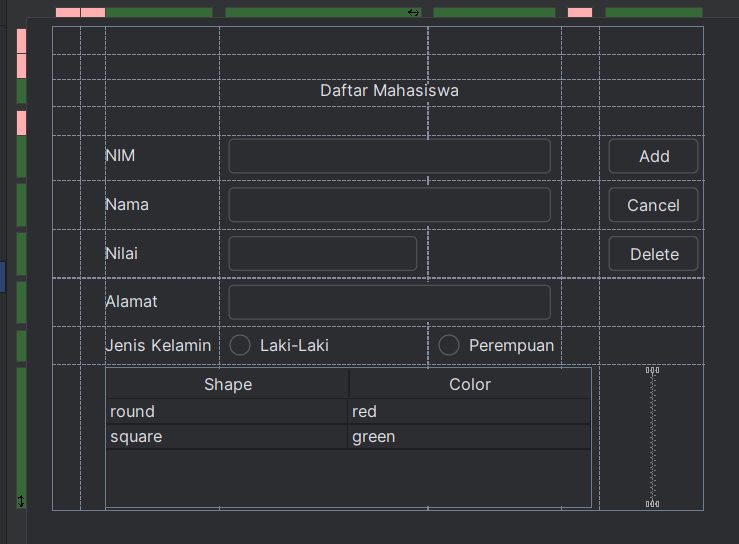 Daftar Mahasiswa
NIM
Add
Nama
Cancel
Nilai
Delete
Alamat
Jenis Kelamin Laki-Laki Perempuan
Shape Color
round red
square green